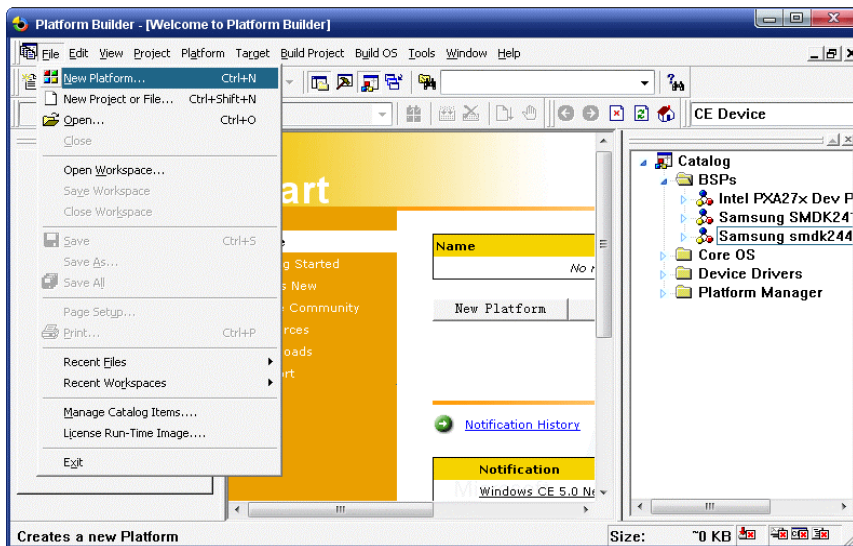 Platform Builder - [Welcome to Platform Builder]
File Edit View Project Platform Target Build Project Build OS Tools Window Help
New Platform... Ctrl+N
New Project or File... Ctrl+Shift+N
Open... Ctrl+O
Close
Open Workspace...
Save Workspace
Close Workspace
Save Ctrl+S
Save As...
Save All
Page Setup...
Print... Ctrl+P
Recent Files
Recent Workspaces
Manage Catalog Items....
License Run-Time Image....
Exit
CE Device
art
g Started
s New
Community
rces
oads
rt
Name
No r
New Platform
Notification History
Notification
Windows CE 5.0 Ne
Catalog
BSPs
Intel PXA27x Dev P
Samsung SMDK24
Samsung smdk244
Core OS
Device Drivers
Platform Manager
Creates a new Platform
Size: ~0 KB